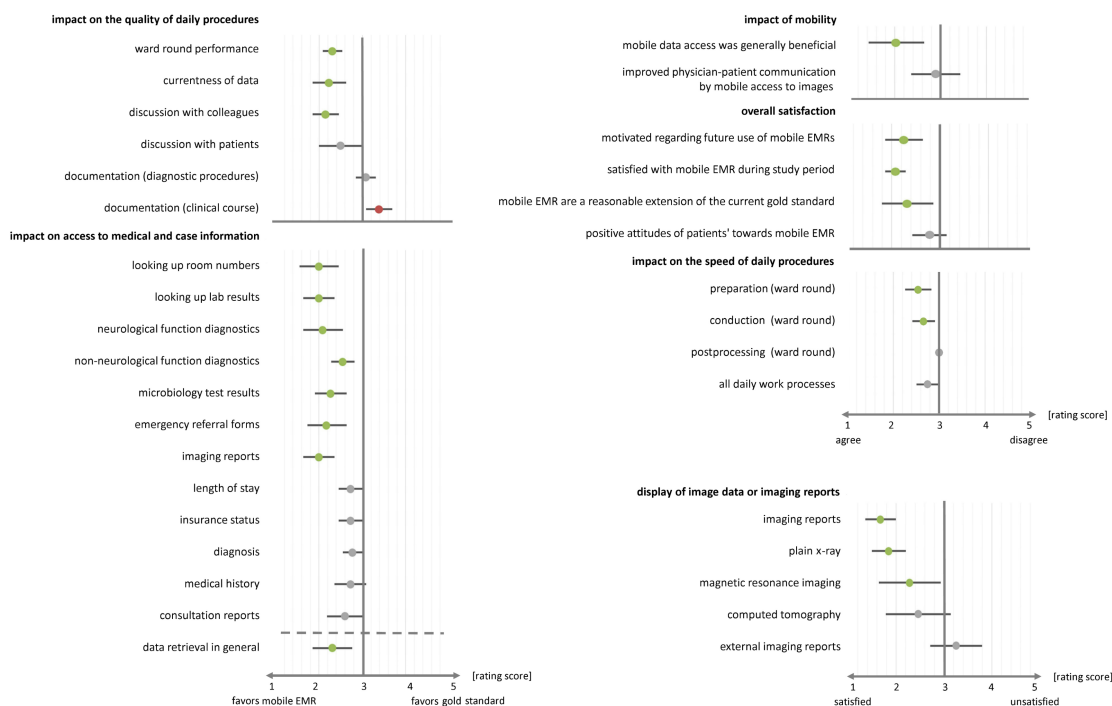 impact on the quality of daily procedures
ward round performance
currentness of data
discussion with colleagues
discussion with patients
documentation (diagnostic procedures)
documentation (clinical course)
impact on access to medical and case information
looking up room numbers
looking up lab results
neurological function diagnostics
non-neurological function diagnostics
microbiology test results
emergency referral forms
imaging reports
length of stay
insurance status
diagnosis
medical history
consultation reports
data retrieval in general
[rating score]
1 2 3 4 5
favors mobile EMR favors gold standard
impact of mobility
mobile data access was generally beneficial
improved physician-patient communication
by mobile access to images
overall satisfaction
motivated regarding future use of mobile EMRs
satisfied with mobile EMR during study period
mobile EMR are a reasonable extension of the current gold standard
positive attitudes of patients' towards mobile EMR
impact on the speed of daily procedures
preparation (ward round)
conduction (ward round)
postprocessing (ward round)
all daily work processes
[rating score]
1 2 3 4 5
agree disagree
display of image data or imaging reports
imaging reports
plain x-ray
magnetic resonance imaging
computed tomography
external imaging reports
[rating score]
1 2 3 4 5
satisfied unsatisfied